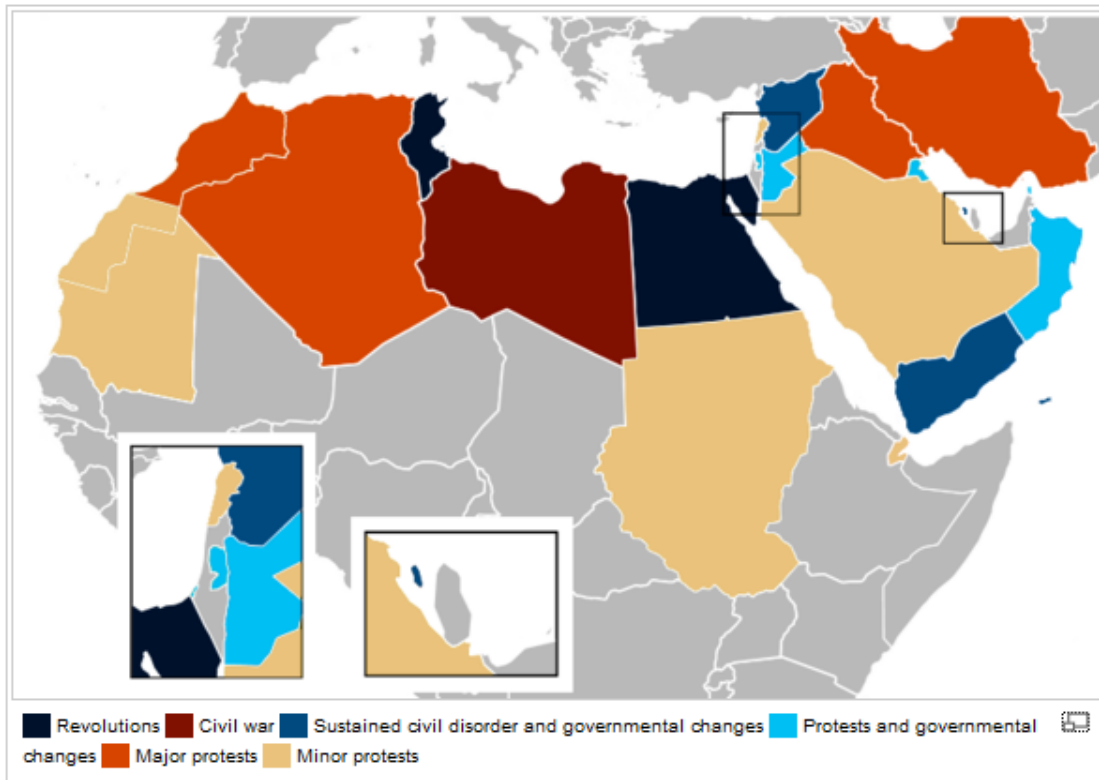 Revolutions Civil war Sustained civil disorder and governmental changes Protests and governmental
changes Major protests Minor protests